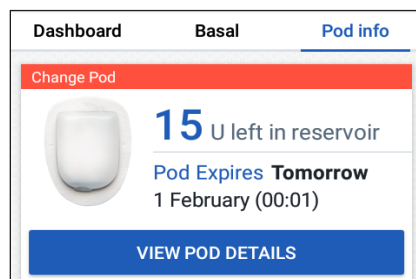 Dashboard Basal Pod info
Change Pod
15 U left in reservoir
Pod Expires Tomorrow
1 February (00:01)
VIEW POD DETAILS